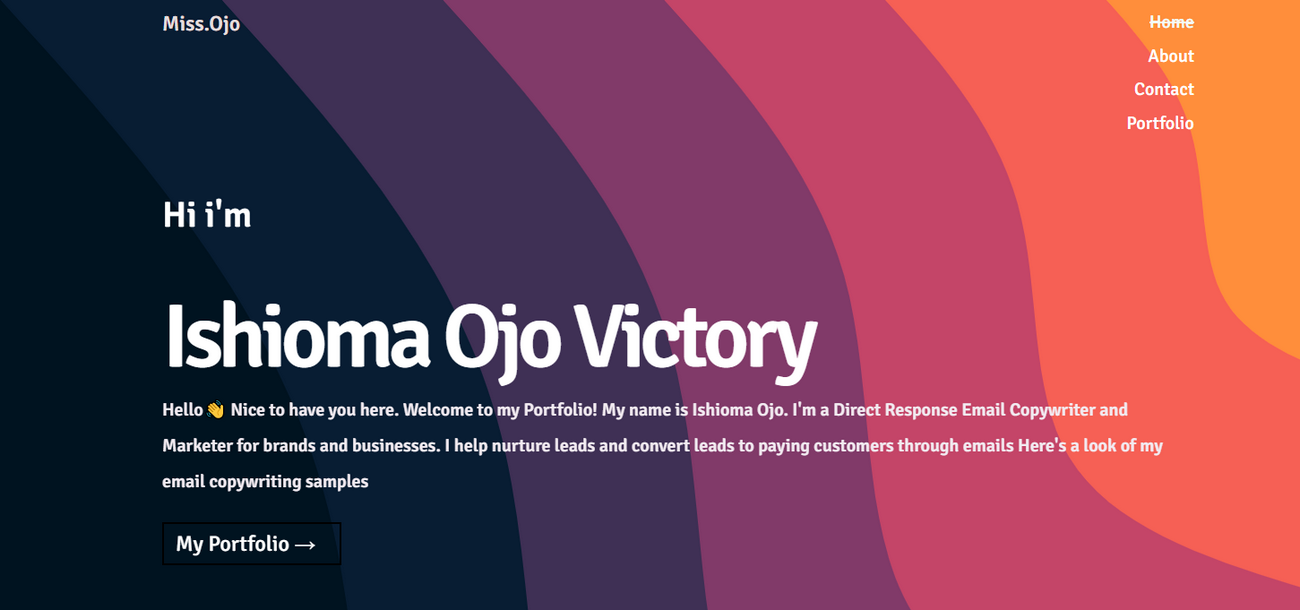 Miss.Ojo
Home
About
Contact
Portfolio
Hi i'm
Ishioma Ojo Victory
Hello 👋 Nice to have you here. Welcome to my Portfolio! My name is Ishioma Ojo. I'm a Direct Response Email Copywriter and
Marketer for brands and businesses. I help nurture leads and convert leads to paying customers through emails Here's a look of my
email copywriting samples
My Portfolio →